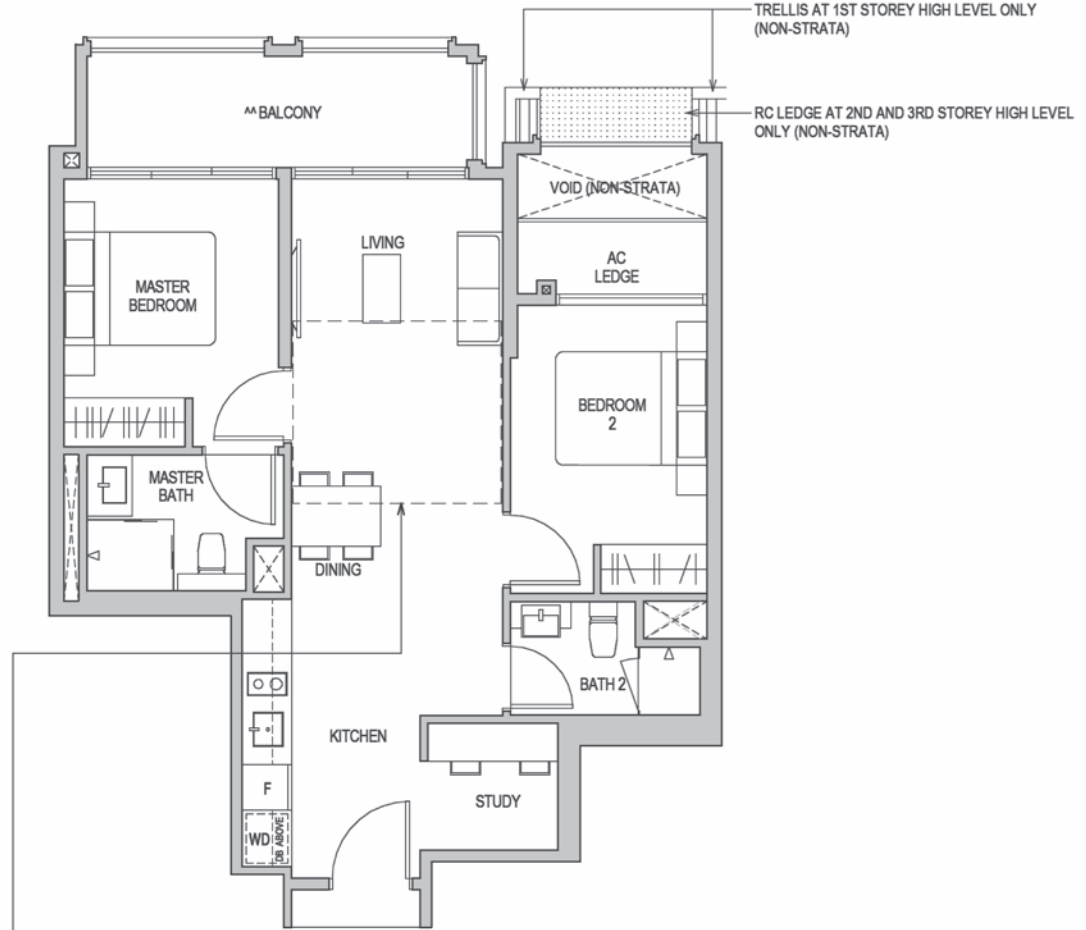 TRELLIS AT 1ST STOREY HIGH LEVEL ONLY
(NON-STRATA)
RC LEDGE AT 2ND AND 3RD STOREY HIGH LEVEL
ONLY (NON-STRATA)
^^ BALCONY
VOID (NON-STRATA)
LIVING
AC
LEDGE
MASTER
BEDROOM
BEDROOM
2
MASTER
BATH
DINING
BATH 2
KITCHEN
F
STUDY
WD
DB ABOVE